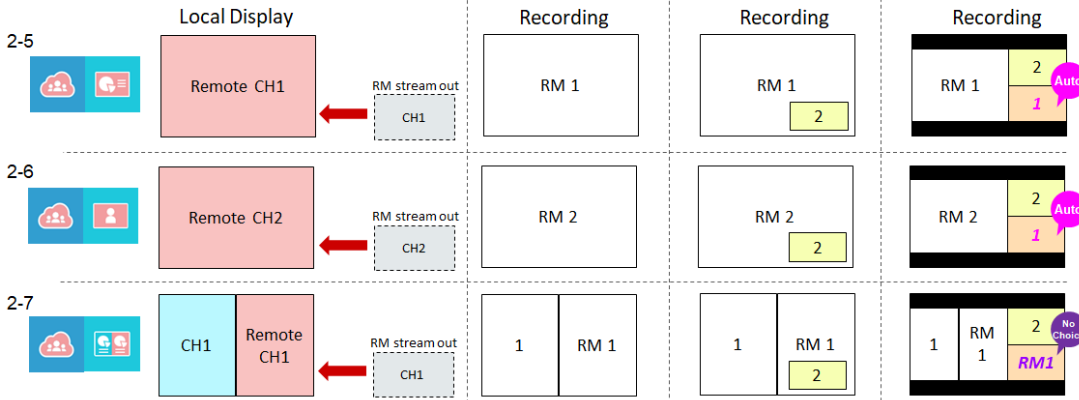 Local Display Recording Recording Recording
2-5
Remote CH1
RM stream out
CH1
RM 1
RM 1
2
RM 1
2
1
Auto
2-6
Remote CH2
RM stream out
CH2
RM 2
RM 2
2
RM 2
2
1
Auto
2-7
CH1
Remote
CH1
RM stream out
CH1
1
RM 1
1
RM 1
2
1
RM
1
2
RM1
No
Choic